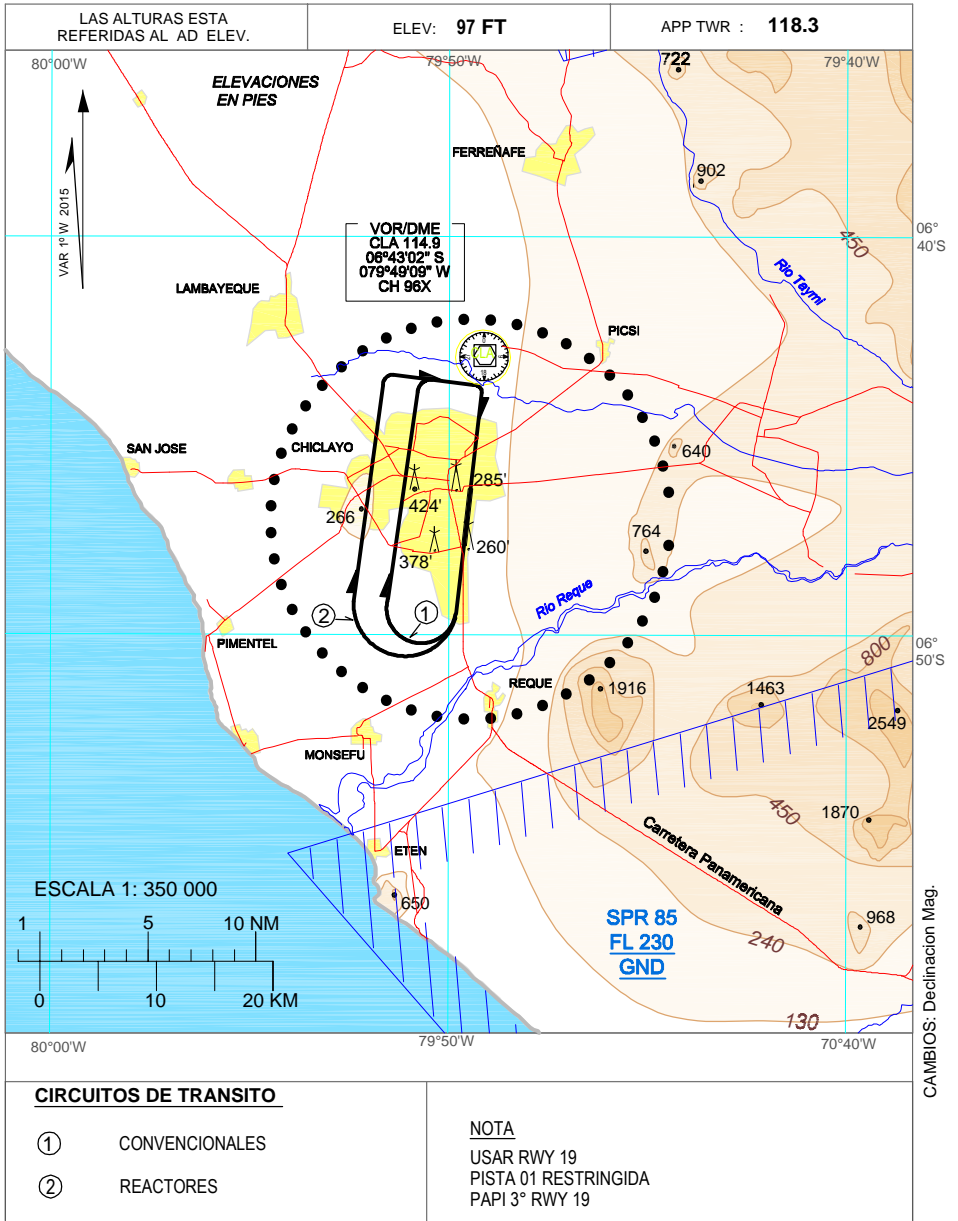 LAS ALTURAS ESTA
REFERIDAS AL AD ELEV.
ELEV: 97 FT
APP TWR : 118.3
80°00'W
79°50'W
79°40'W
722
ELEVACIONES
EN PIES
VAR 1º W 2015
FERREÑAFE
902
06°
40'S
450
VOR/DME
CLA 114.9
06º43'02" S
079º49'09" W
CH 96X
Rio Taymi
LAMBAYEQUE
PICSI
CLA
0
18
SAN JOSE
CHICLAYO
640
285'
424'
266
764
378'
260'
Rio Reque
2
1
PIMENTEL
06°
50'S
800
REQUE
1916
1463
2549
MONSEFU
450
1870
ETEN
Carretera Panamericana
ESCALA 1: 350 000
650
1
5
10 NM
0
10
20 KM
SPR 85
FL 230
GND
968
240
130
80°00'W
79°50'W
70°40'W
CAMBIOS: Declinacion Mag.
CIRCUITOS DE TRANSITO
1 CONVENCIONALES
2 REACTORES
NOTA
USAR RWY 19
PISTA 01 RESTRINGIDA
PAPI 3° RWY 19